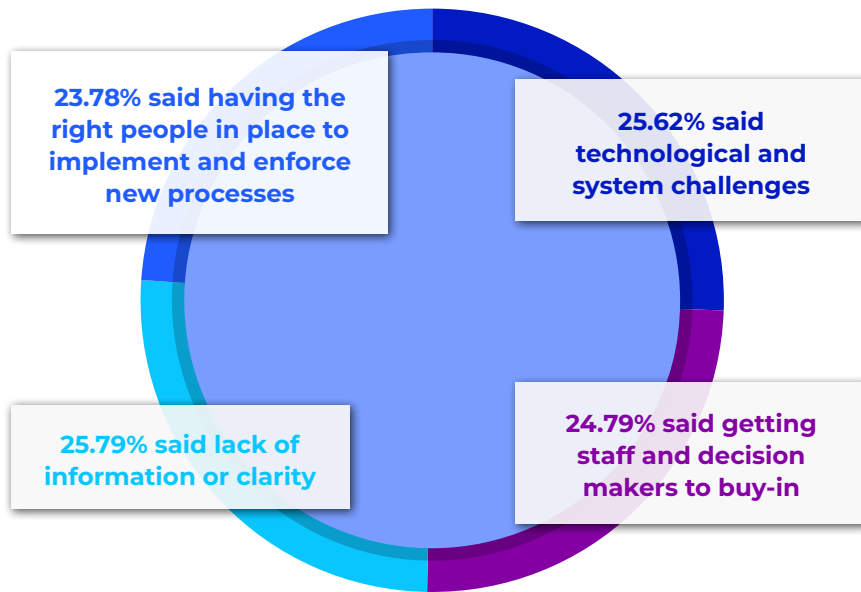 23.78% said having the
right people in place to
implement and enforce
new processes
25.62% said
technological and
system challenges
25.79% said lack of
information or clarity
24.79% said getting
staff and decision
makers to buy-in